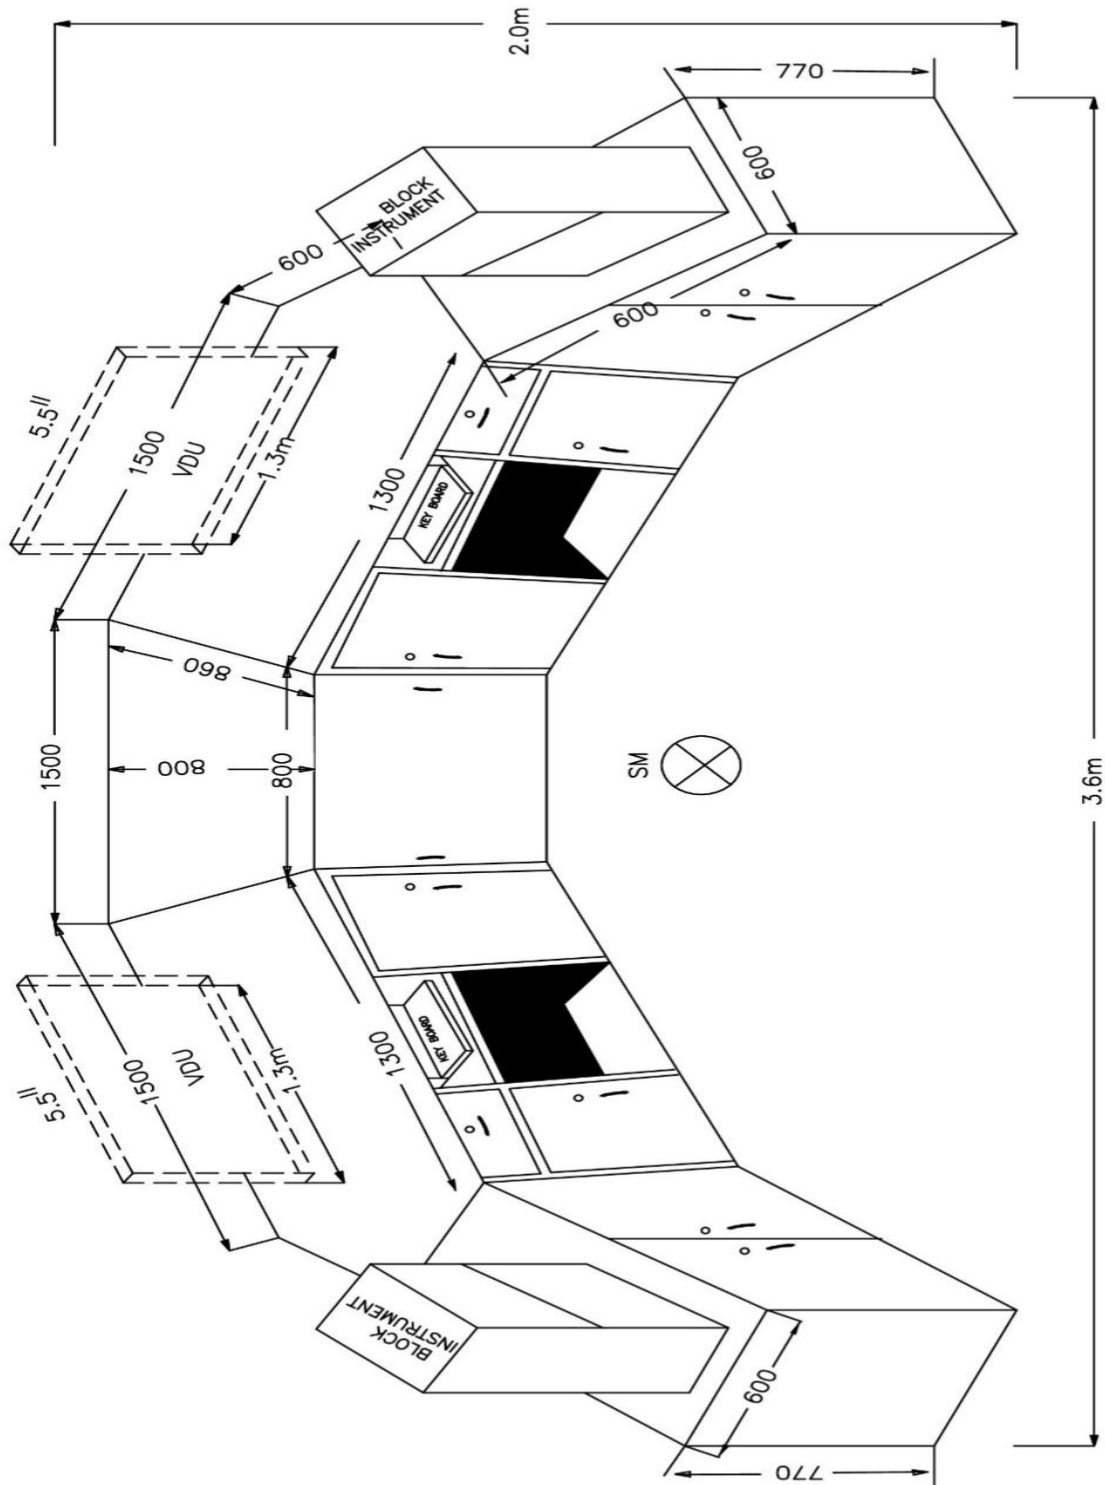 2.0m
770
600
BLOCK
INSTRUMENT
600
600
5.5"
1500
VDU
1.3m
1300
KEY BOARD
860
1500
800
800
SM
3.6m
5.5"
1500
VDU
1.3m
1300
KEY BOARD
BLOCK
INSTRUMENT
600
770